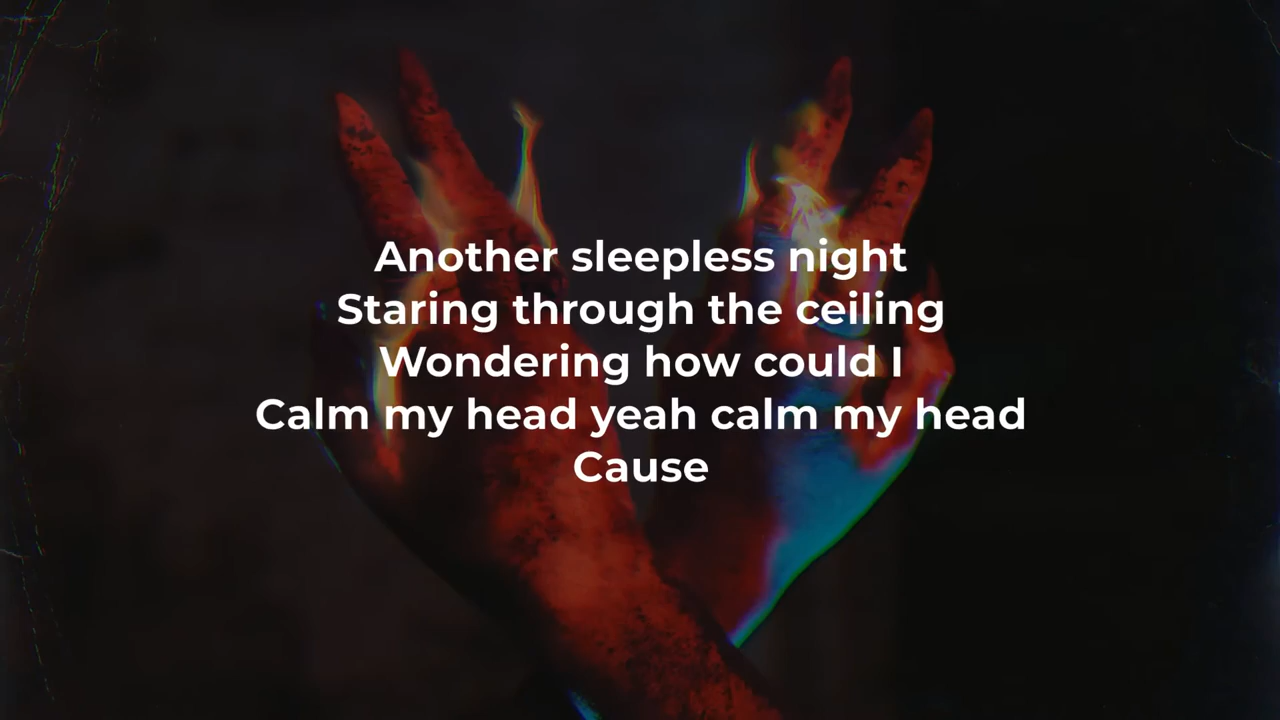 Another sleepless night
Staring through the ceiling
Wondering how could I
Calm my head yeah calm my head
Cause